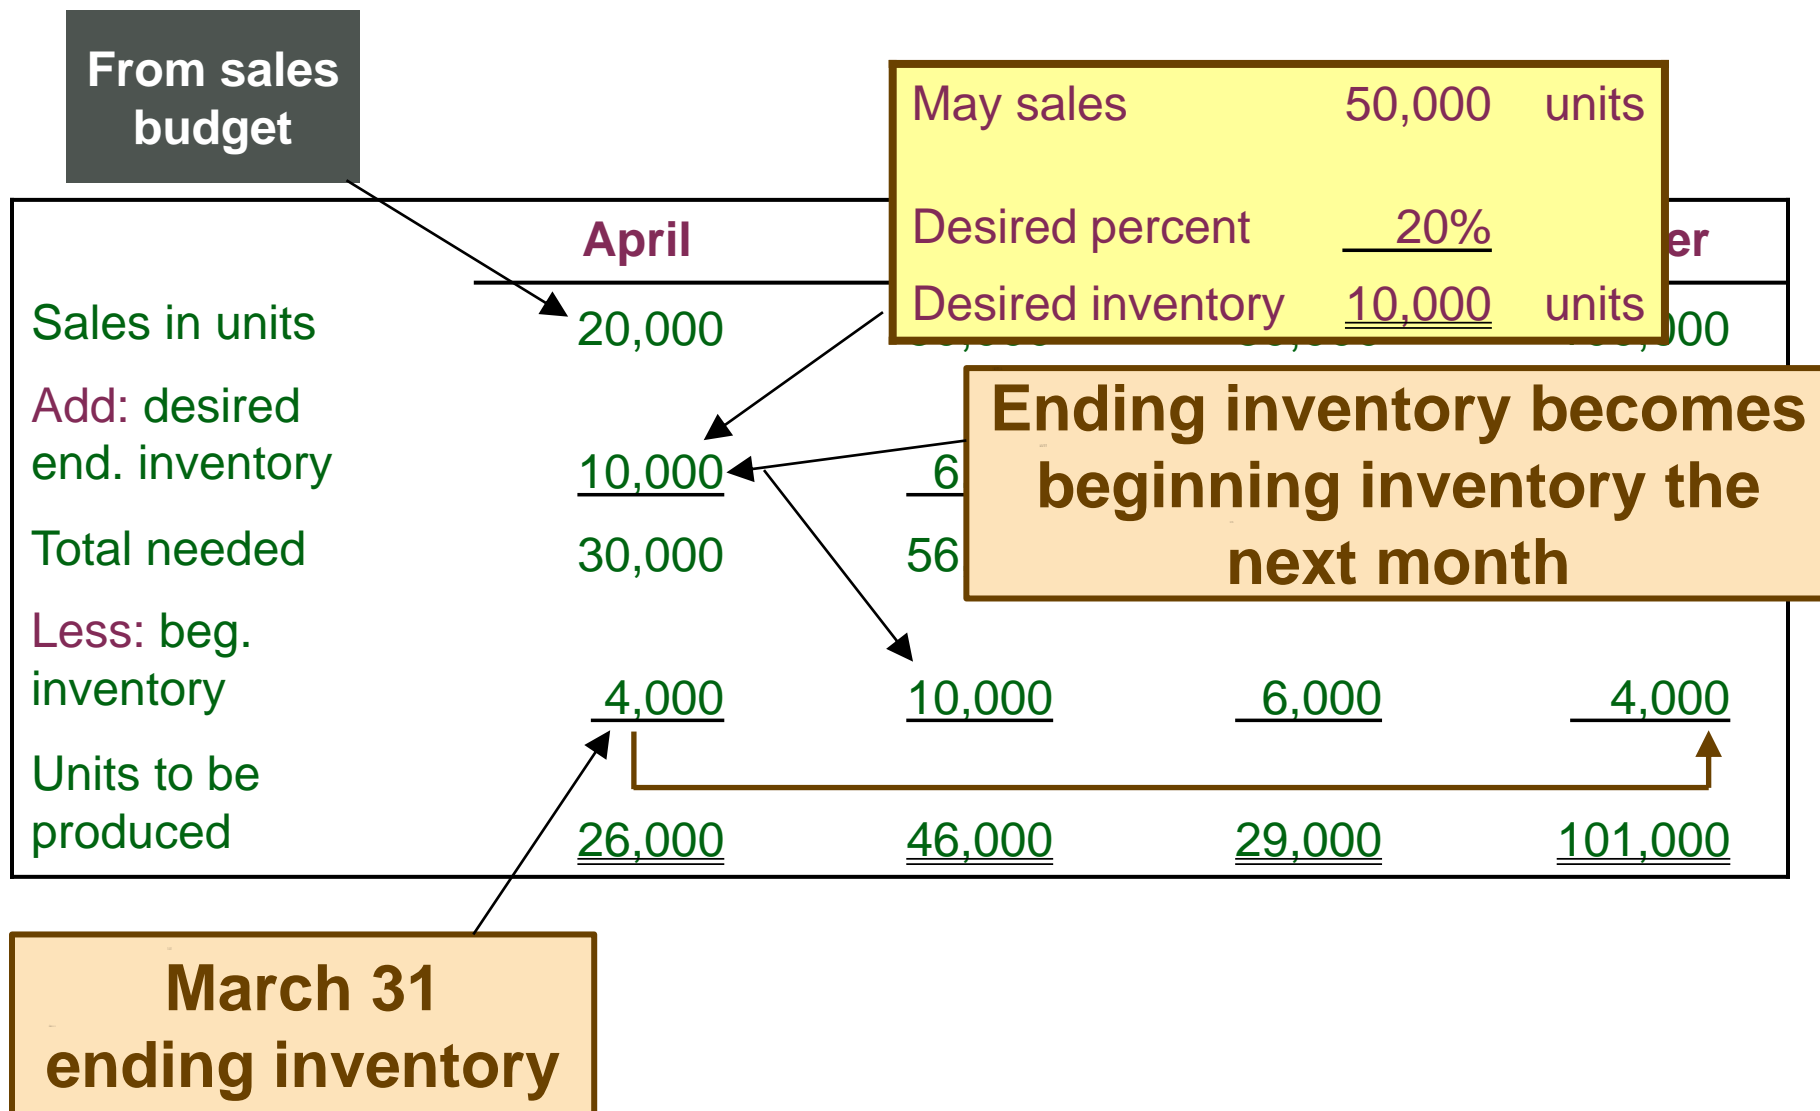 From sales
budget
May sales 50,000 units
Desired percent 20%
Desired inventory 10,000 units
April
Sales in units 20,000
Add: desired
end. inventory 10,000
Total needed 30,000
Less: beg.
inventory 4,000 10,000 6,000 4,000
Units to be
produced 26,000 46,000 29,000 101,000
Ending inventory becomes
beginning inventory the
next month
March 31
ending inventory